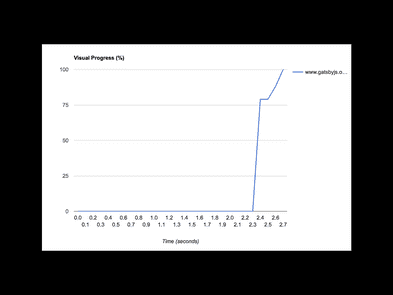 Visual Progress (%)
100
www.gatsbyjs.o...
75
50
25
0
0.0 0.2 0.4 0.6 0.8 1.0 1.2 1.4 1.6 1.8 2.0 2.2 2.4 2.6
0.1 0.3 0.5 0.7 0.9 1.1 1.3 1.5 1.7 1.9 2.1 2.3 2.5 2.7
Time (seconds)